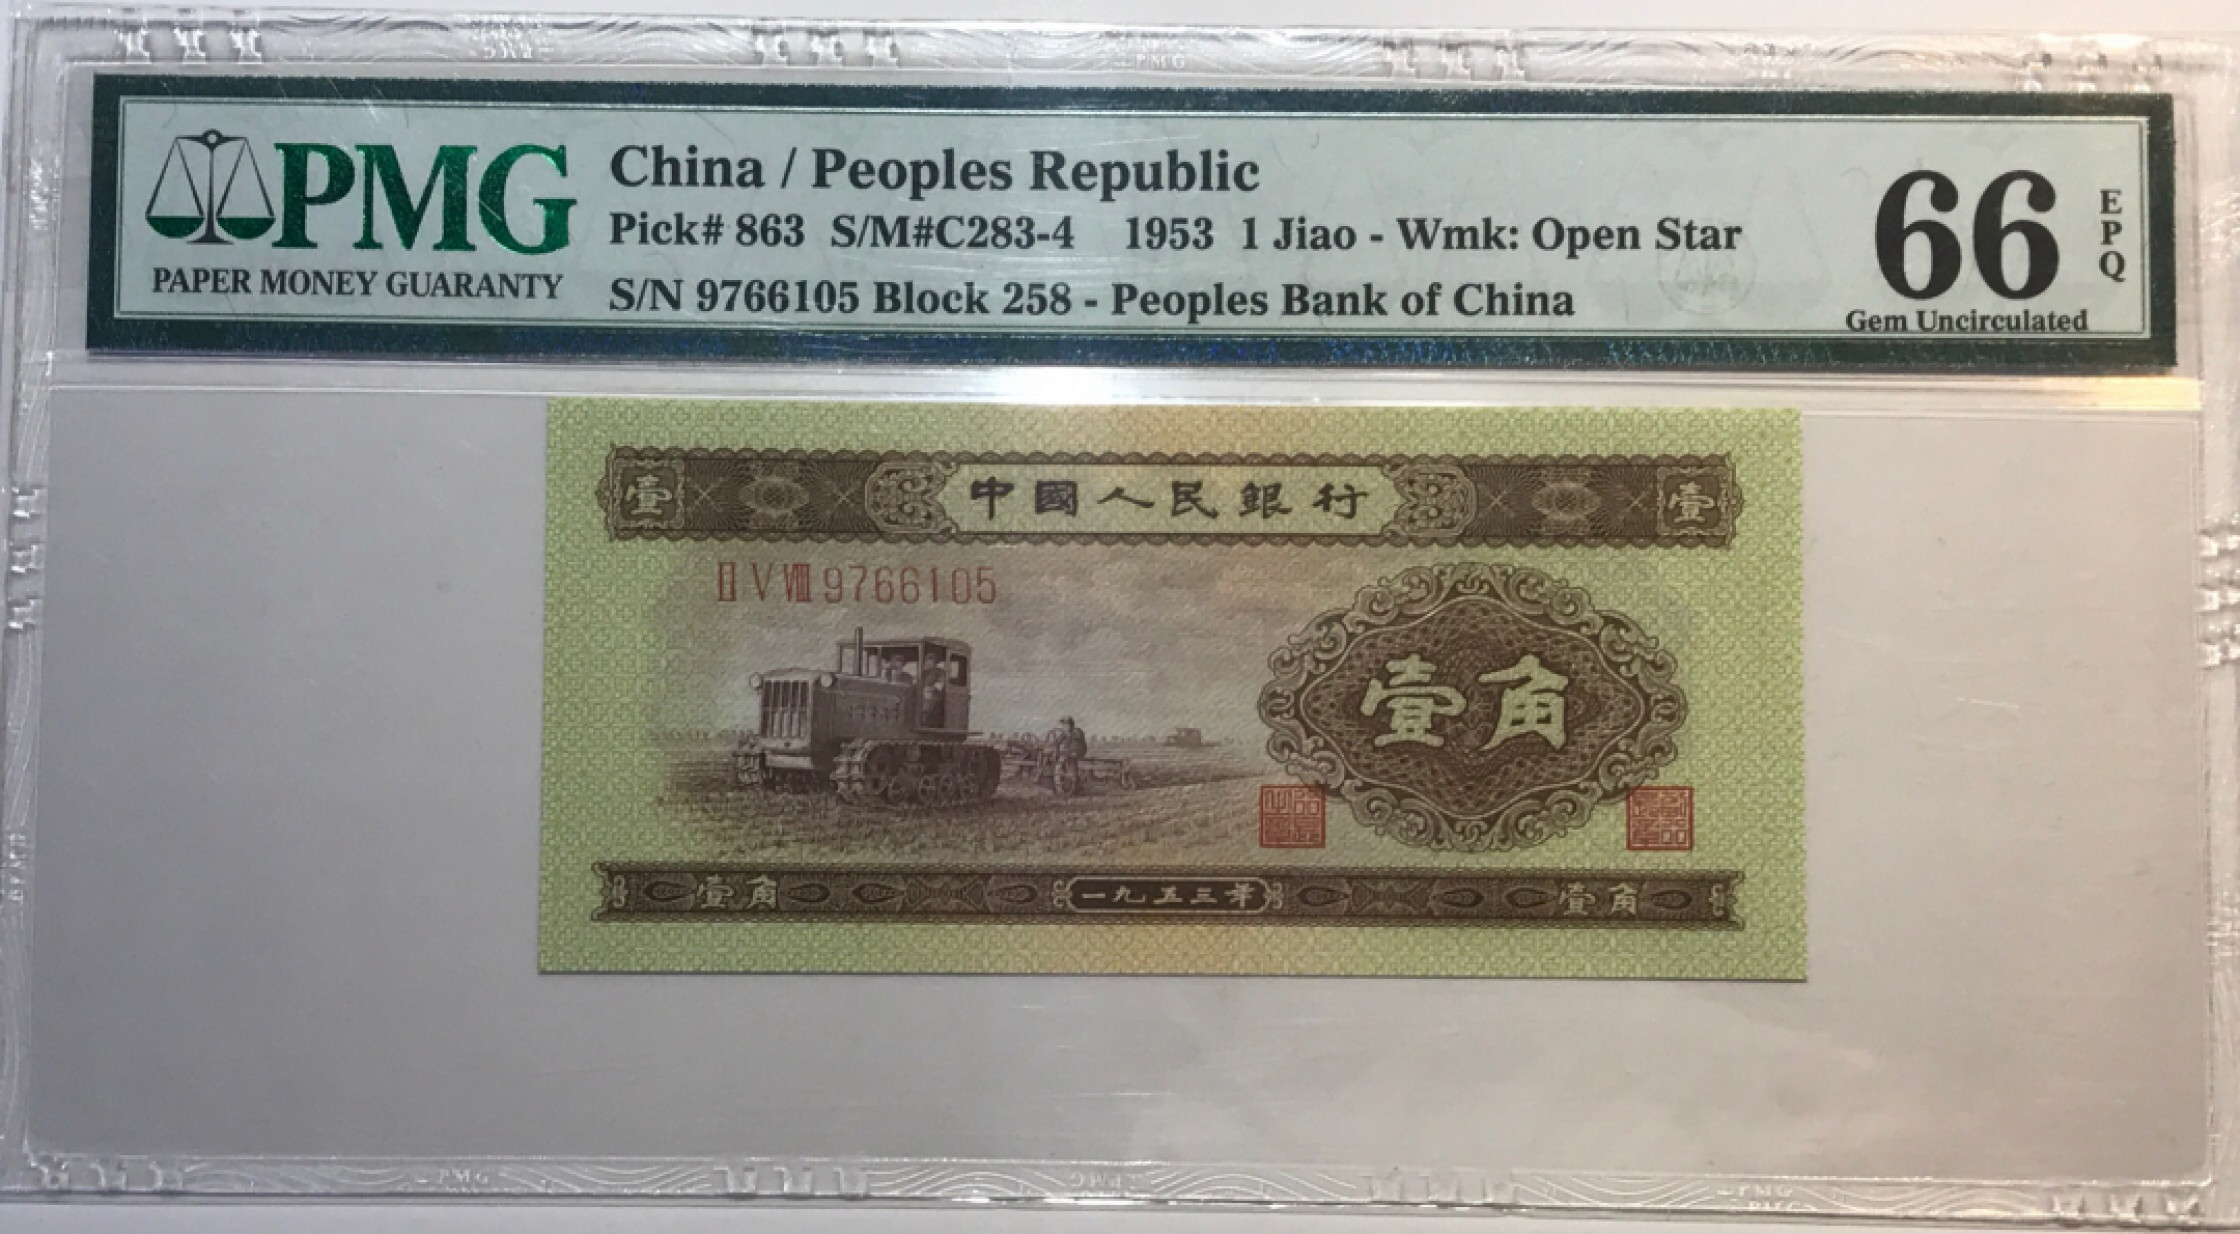 PMG
PAPER MONEY GUARANTY
China / Peoples Republic
Pick# 863 S/M#C283-4 1953 1 Jiao - Wmk: Open Star
S/N 9766105 Block 258 - Peoples Bank of China
66
EPQ
Gem Uncirculated
壹 中國人民銀行 壹
II V VIII 9766105
壹角
壹角 一九五三年 壹角
PMG
PMG